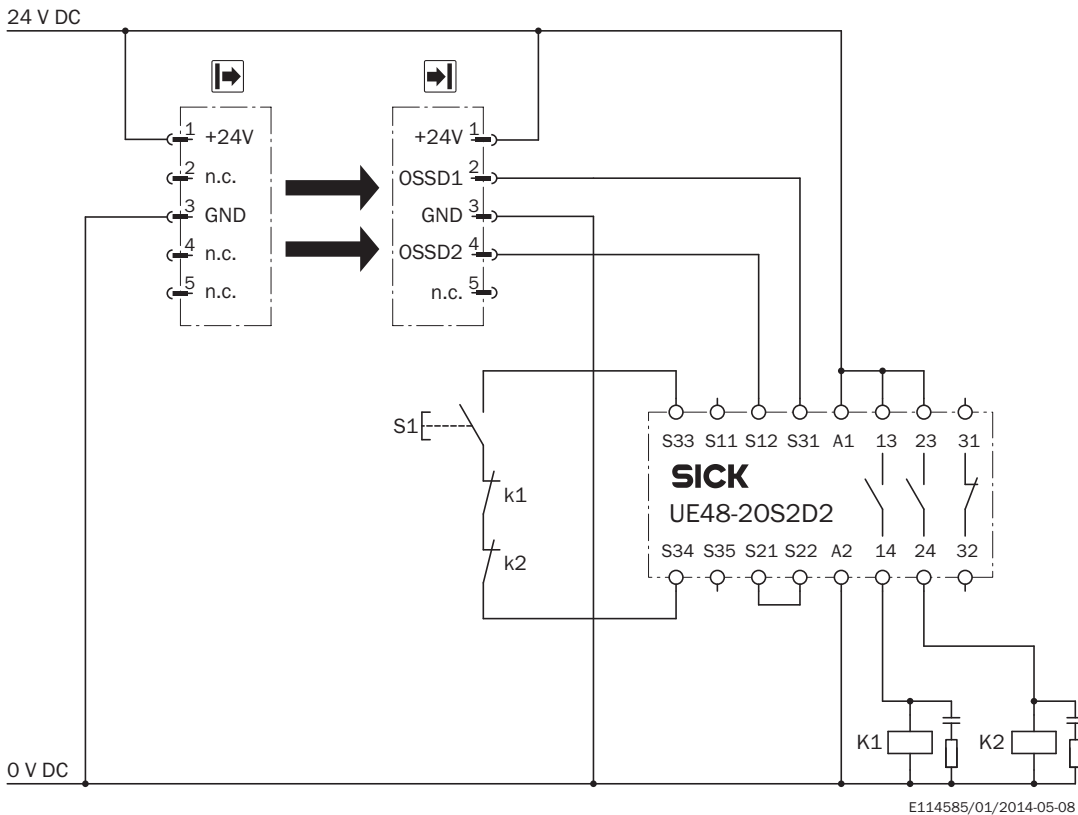 24 V DC
1 +24V
2 n.c.
3 GND
4 n.c.
5 n.c.
+24V 1
OSSD1 2
GND 3
OSSD2 4
n.c. 5
S1
k1
k2
S33 S11 S12 S31 A1 13 23 31
SICK
UE48-20S2D2
S34 S35 S21 S22 A2 14 24 32
K1
K2
0 V DC
E114585/01/2014-05-08